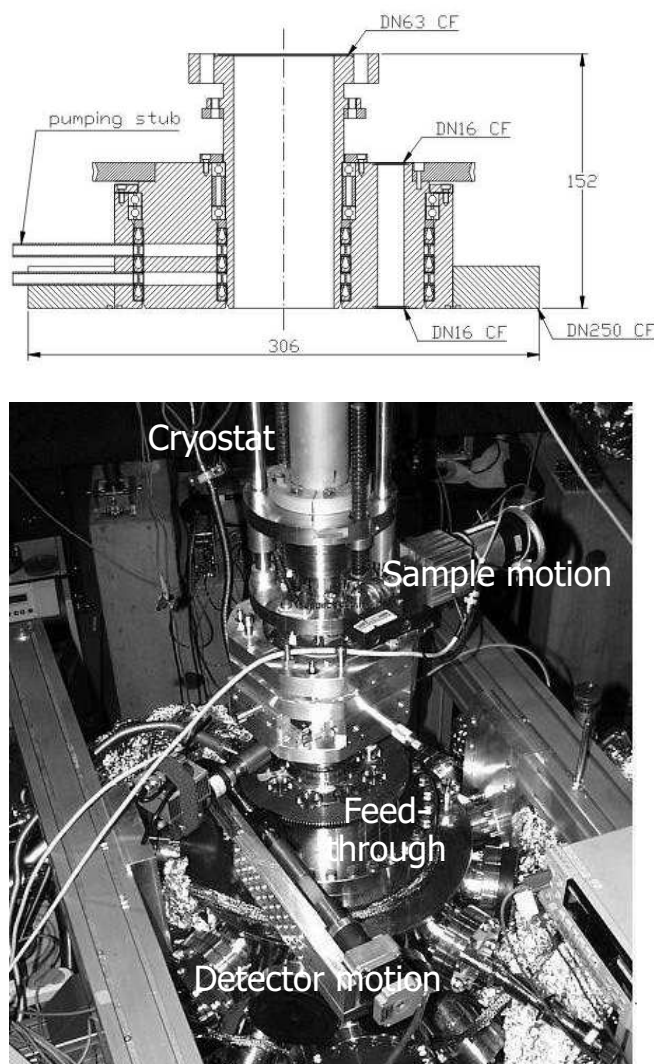 DN63 CF
pumping stub
DN16 CF
152
DN16 CF
DN250 CF
306
Cryostat
Sample motion
Feed-
through
Detector motion